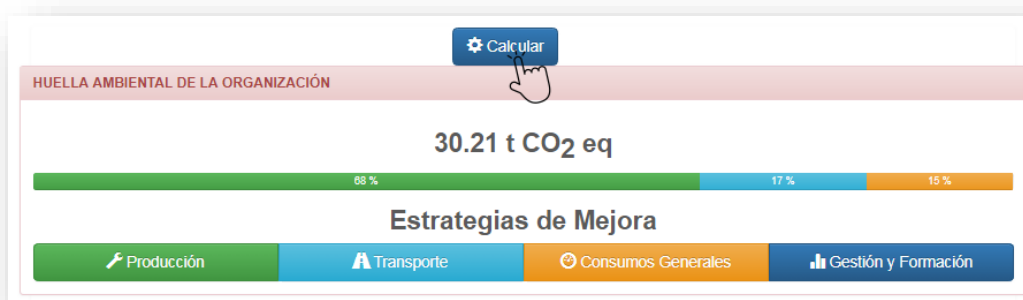 Calcular
HUELLA AMBIENTAL DE LA ORGANIZACIÓN
30.21 t CO₂ eq
68 % 17 % 15 %
Estrategias de Mejora
Producción Transporte Consumos Generales Gestión y Formación